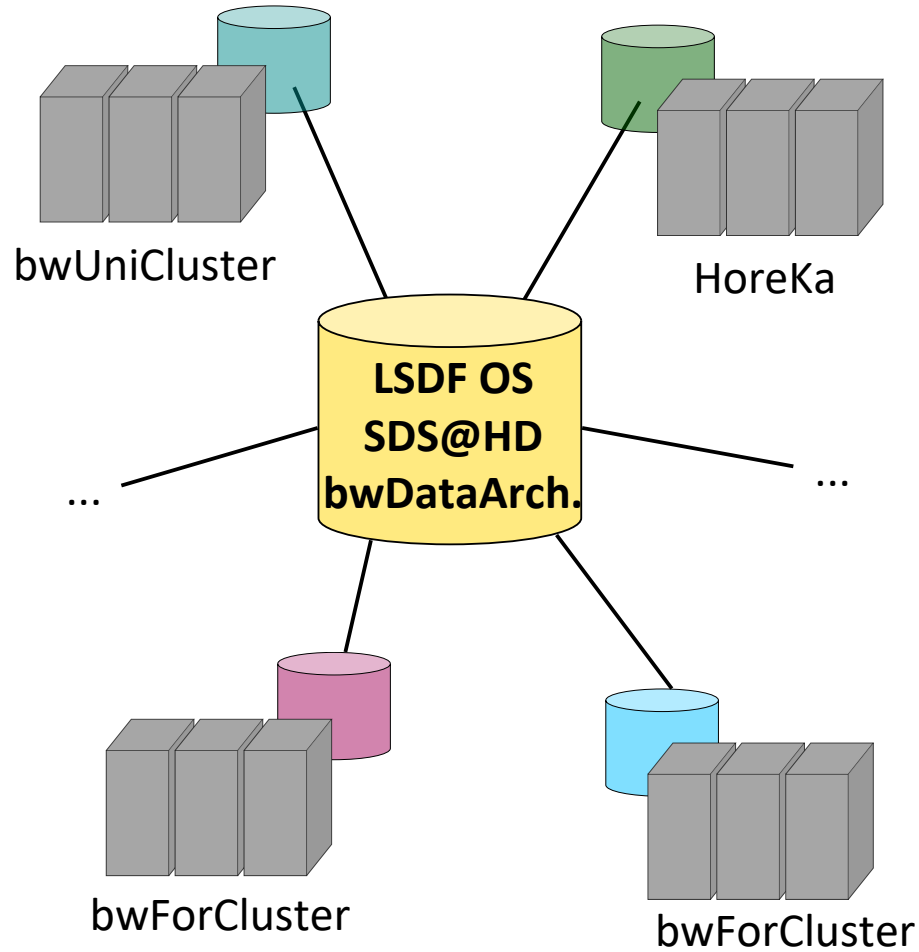 bwUniCluster
HoreKa
LSDF OS
SDS@HD
bwDataArch.
...
...
bwForCluster
bwForCluster